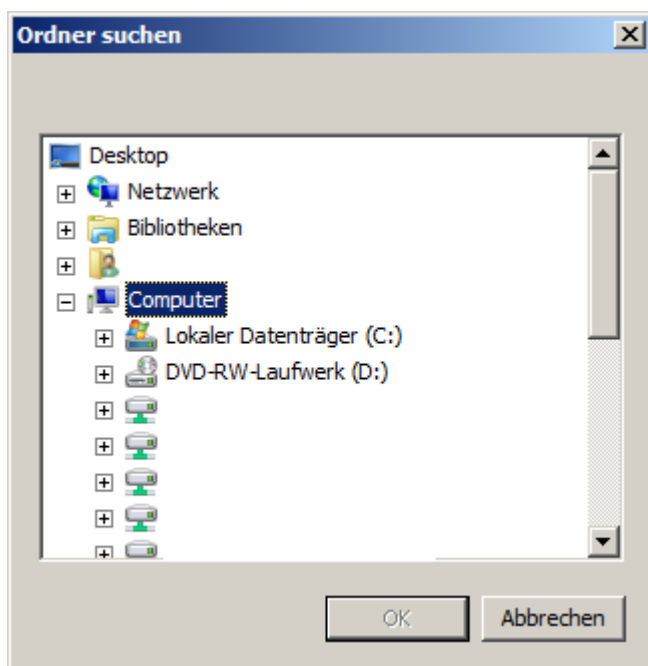 Ordner suchen
Desktop
Netzwerk
Bibliotheken
Computer
Lokaler Datenträger (C:)
DVD-RW-Laufwerk (D:)
OK
Abbrechen